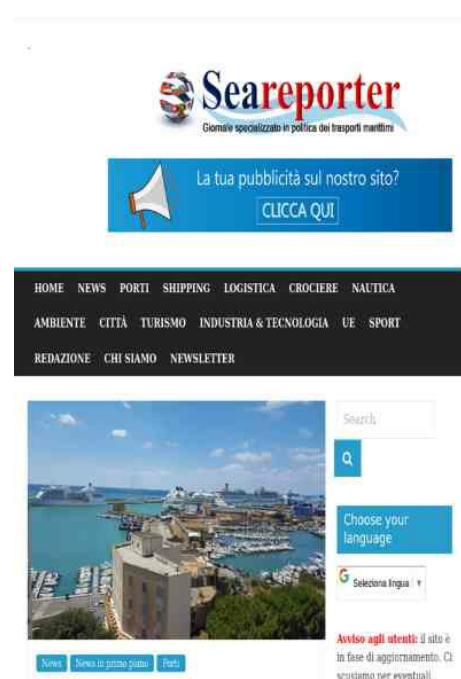 Seareporter
Giornale specializzato in politica dei trasporti marittimi
La tua pubblicità sul nostro sito?
CLICCA QUI
HOME NEWS PORTI SHIPPING LOGISTICA CROCIERE NAUTICA
AMBIENTE CITTÀ TURISMO INDUSTRIA & TECNOLOGIA UE SPORT
REDAZIONE CHI SIAMO NEWSLETTER
Search
Choose your
language
G Seleziona lingua ▼
News News in primo piano Porti
Avviso agli utenti: il sito è
in fase di aggiornamento. Ci
scusiamo per eventuali